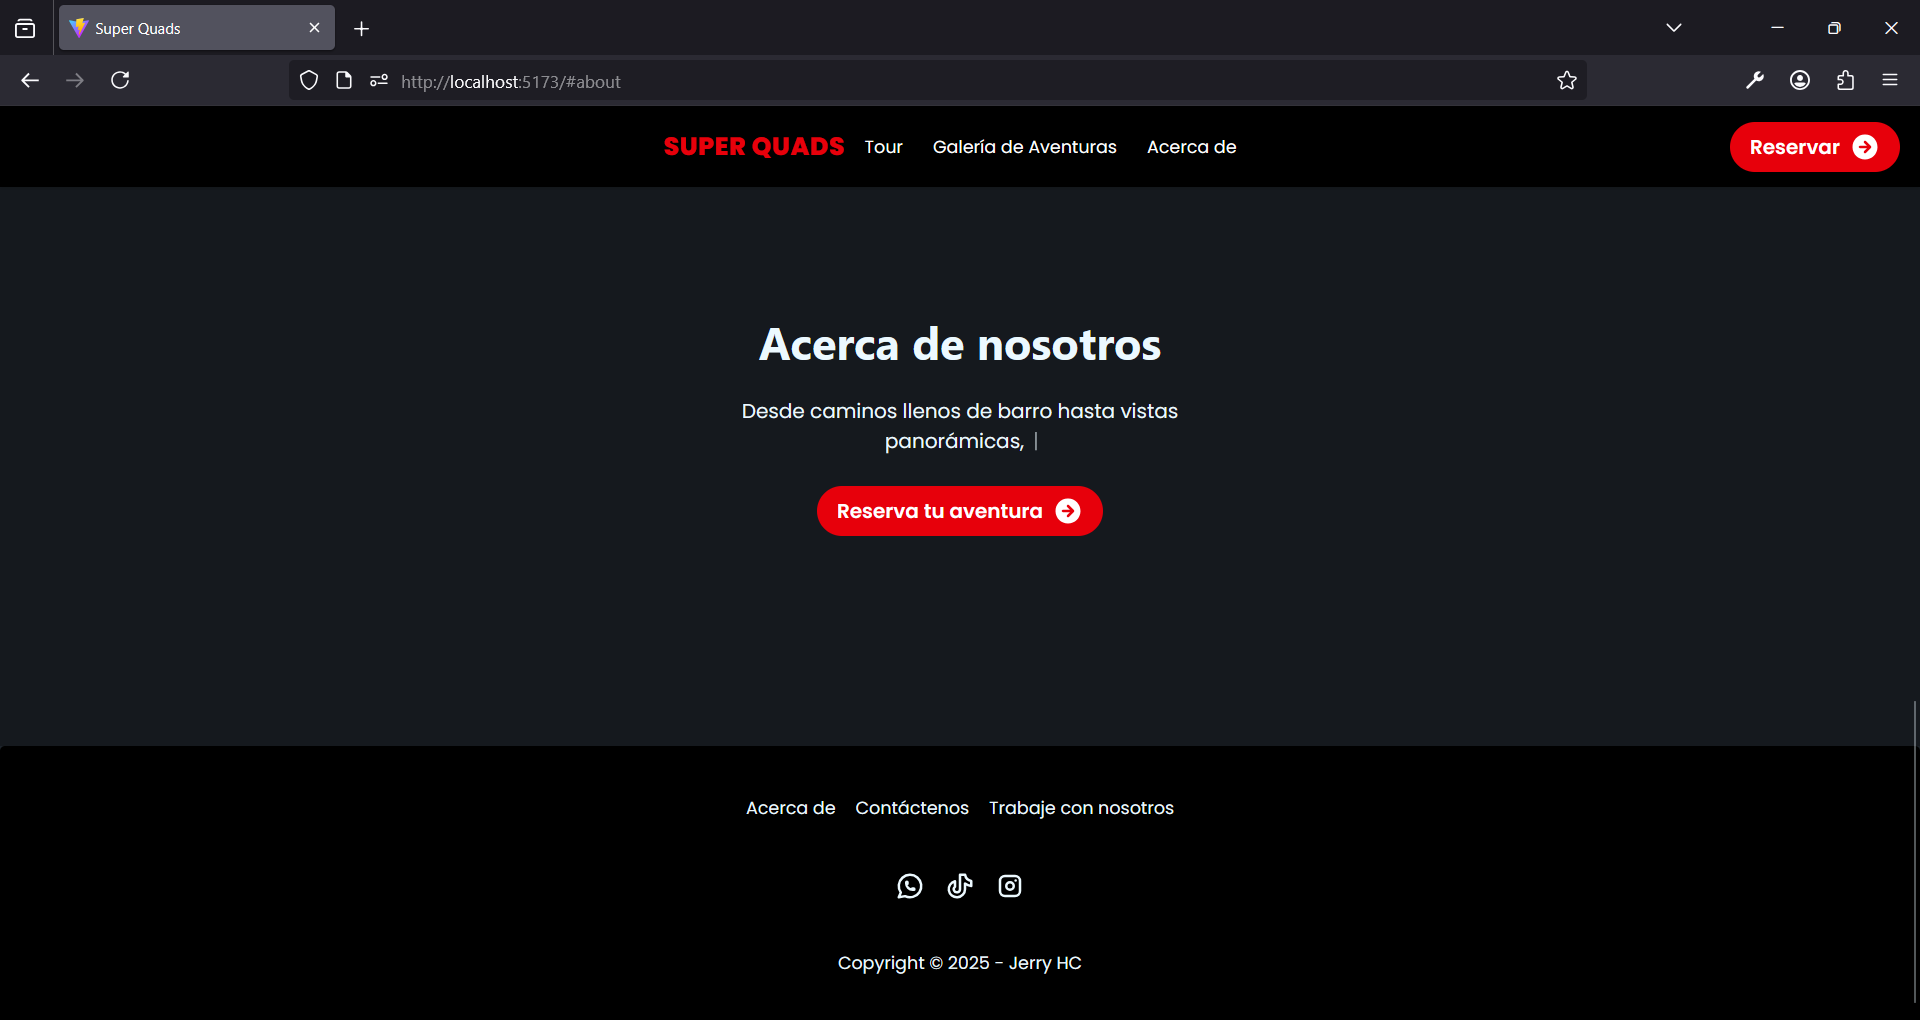 Super Quads
http://localhost:5173/#about
SUPER QUADS Tour Galería de Aventuras Acerca de Reservar
Acerca de nosotros
Desde caminos llenos de barro hasta vistas
panorámicas, |
Reserva tu aventura
Acerca de Contáctenos Trabaje con nosotros
Copyright © 2025 - Jerry HC